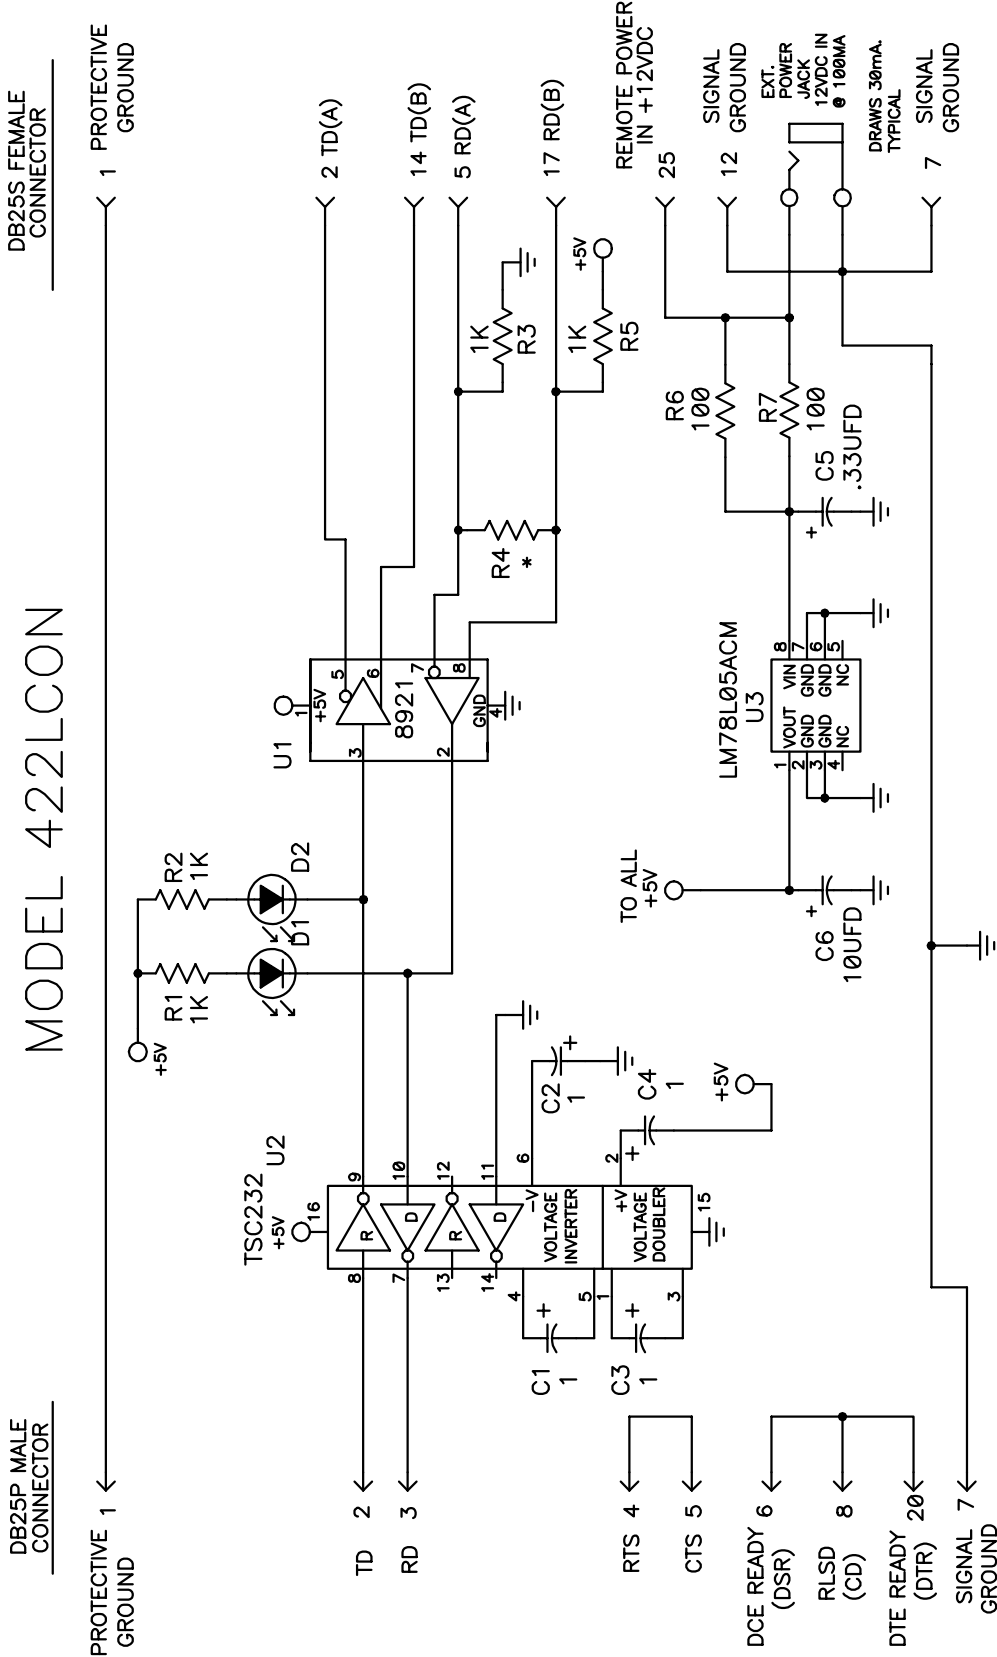 MODEL 422LCON
DB25P MALE
CONNECTOR
DB25S FEMALE
CONNECTOR
PROTECTIVE 1
GROUND
1 PROTECTIVE
GROUND
+5V
R1
1K
R2
1K
D1
D2
TD 2
RD 3
TSC232
U2
+5V
16
8
R
9
7
D
10
13
R
12
14
D
11
4
-V
6
VOLTAGE
INVERTER
5
1
+V
2
VOLTAGE
DOUBLER
3
15
C1
1
+
C3
1
+
C2
1
+
C4
1
+
+5V
U1
1
+5V
3
5
6
8921
7
8
2
GND
4
2 TD(A)
14 TD(B)
5 RD(A)
17 RD(B)
1K
R3
+5V
1K
R5
R4
*
RTS 4
CTS 5
DCE READY 6
(DSR)
RLSD 8
(CD)
DTE READY 20
(DTR)
SIGNAL 7
GROUND
TO ALL
+5V
+
C6
10UFD
LM78L05ACM
U3
1 VOUT VIN 8
2 GND GND 7
3 GND GND 6
4 NC NC 5
R6
100
R7
100
+
C5
.33UFD
REMOTE POWER
IN +12VDC
25
12 SIGNAL
GROUND
EXT.
POWER
JACK
12VDC IN
@ 100MA
DRAWS 30mA.
TYPICAL
7 SIGNAL
GROUND